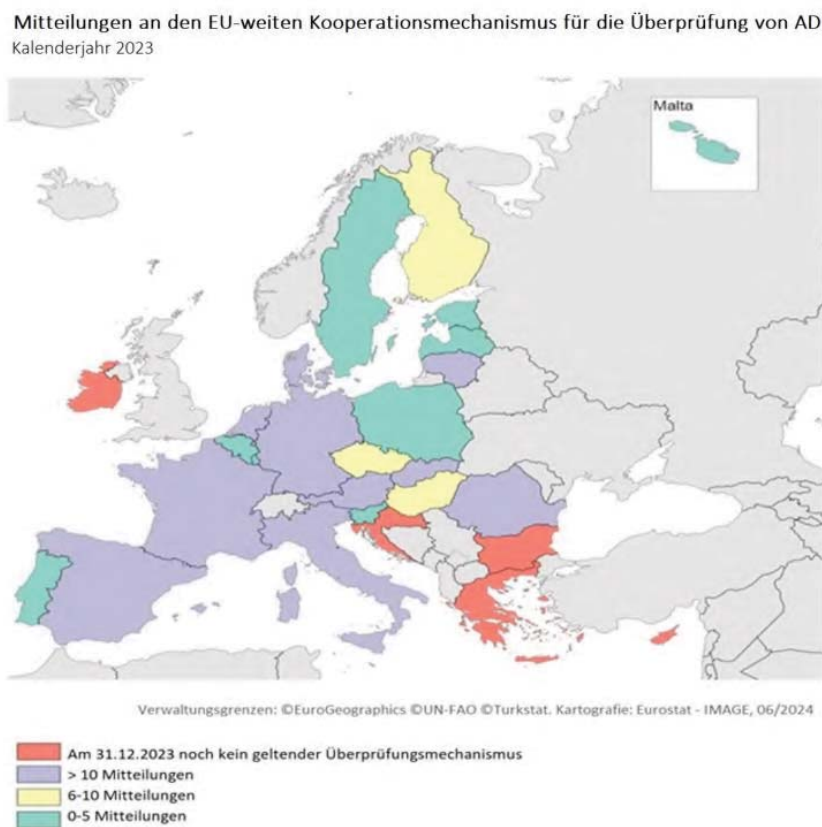 Mitteilungen an den EU-weiten Kooperationsmechanismus für die Überprüfung von AD
Kalenderjahr 2023
Malta
Verwaltungsgrenzen: ©EuroGeographics ©UN-FAO ©Turkstat. Kartografie: Eurostat - IMAGE, 06/2024
Am 31.12.2023 noch kein geltender Überprüfungsmechanismus
> 10 Mitteilungen
6-10 Mitteilungen
0-5 Mitteilungen